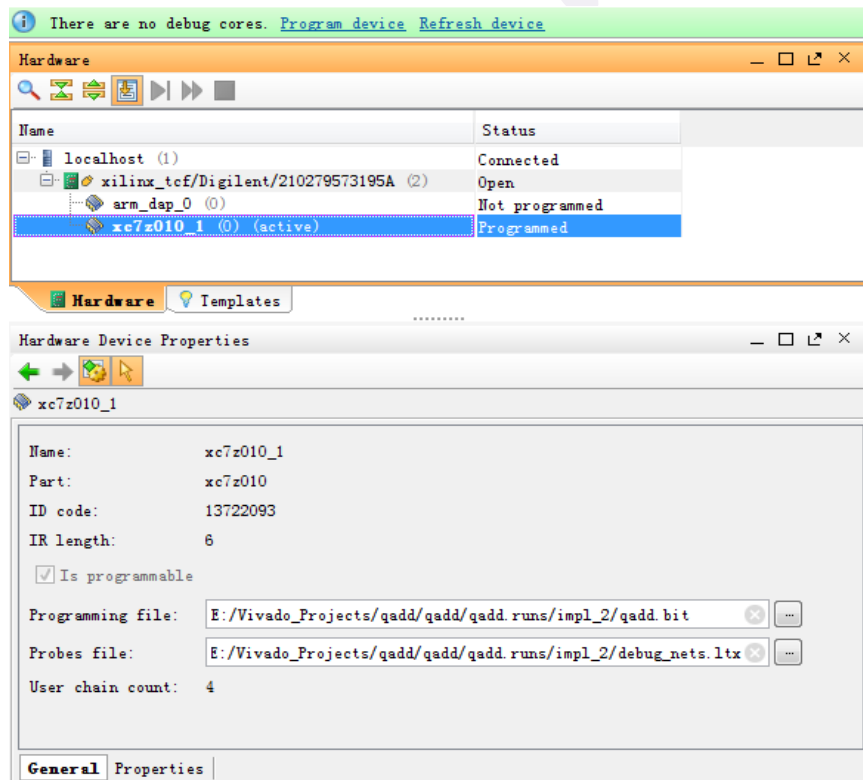 There are no debug cores. Program device Refresh device
Hardware
Name Status
localhost (1) Connected
xilinx_tcf/Digilent/210279573195A (2) Open
arm_dap_0 (0) Not programmed
xc7z010_1 (0) (active) Programmed
Hardware Templates
Hardware Device Properties
xc7z010_1
Name: xc7z010_1
Part: xc7z010
ID code: 13722093
IR length: 6
Is programmable
Programming file: E:/Vivado_Projects/qadd/qadd/qadd.runs/impl_2/qadd.bit
Probes file: E:/Vivado_Projects/qadd/qadd/qadd.runs/impl_2/debug_nets.ltx
User chain count: 4
General Properties